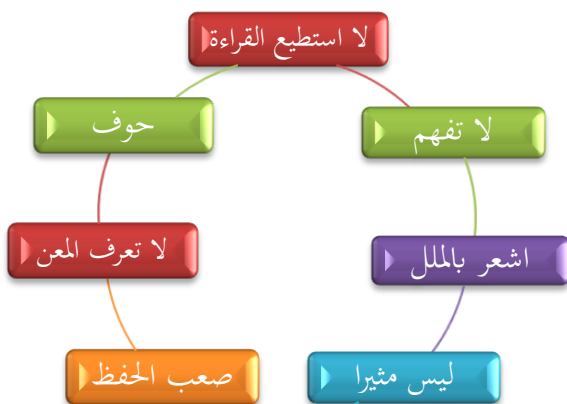 لا استطيع القراءة
لا تفهم
اشعر بالملل
ليس مثيرا
صعب الحفظ
لا تعرف المعن
حوف